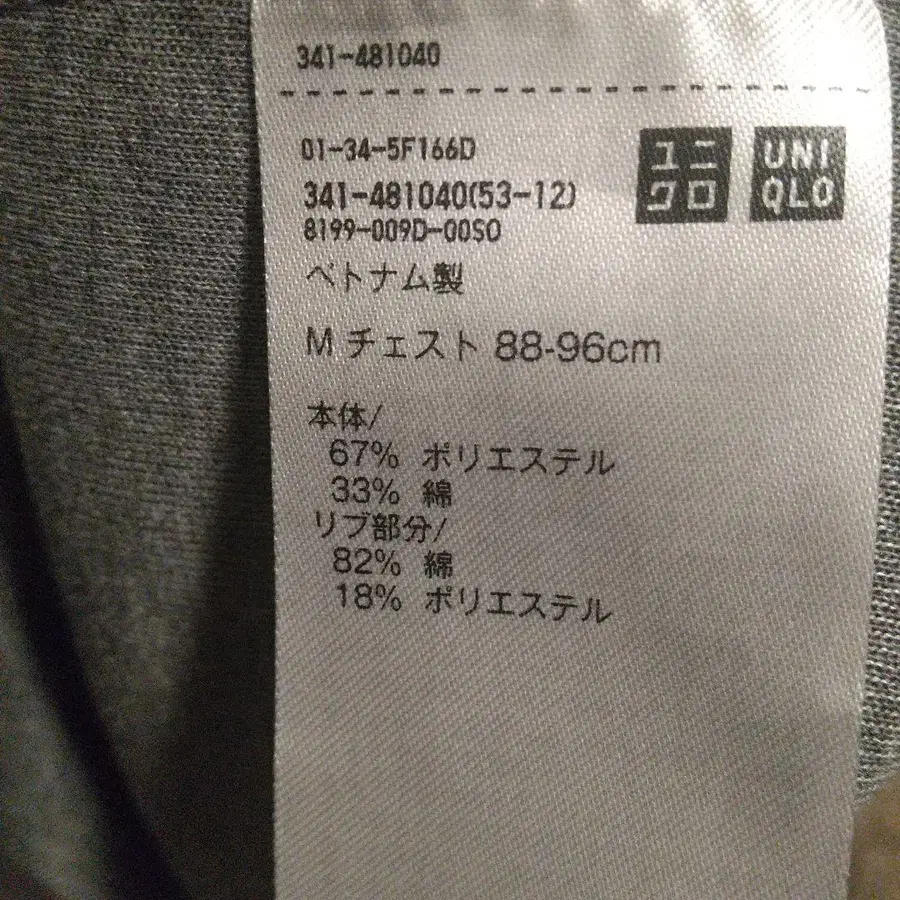 341-481040
01-34-5F166D
341-481040(53-12)
8199-009D-00SO
ユニ
クロ
UNI
QLO
ベトナム製
M チェスト 88-96cm
本体/
67% ポリエステル
33% 綿
リブ部分/
82% 綿
18% ポリエステル